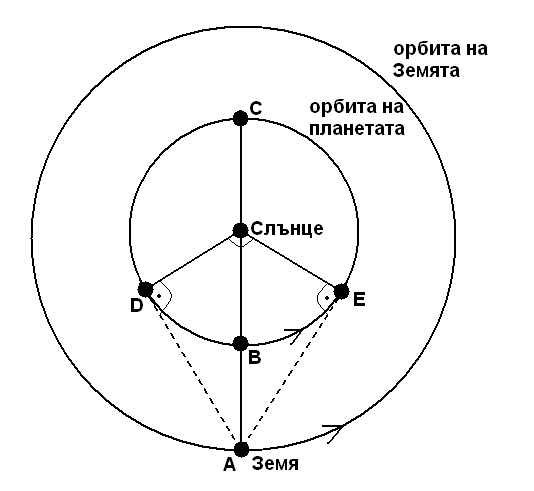 орбита на
Земята
C
орбита на
планетата
Слънце
D
E
B
A Земя